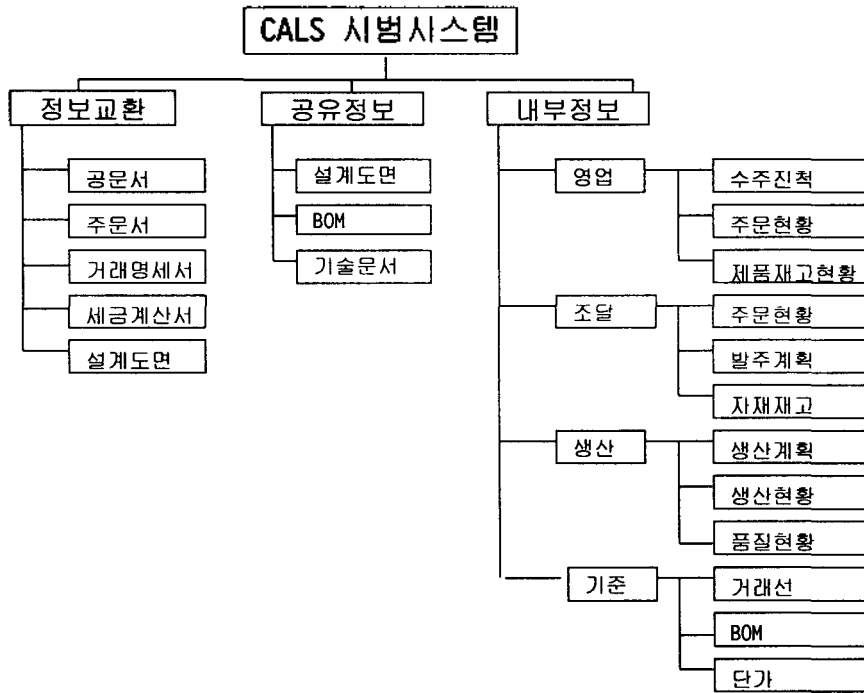 CALS 시범시스템
정보교환
공문서
주문서
거래명세서
세금계산서
설계도면
공유정보
설계도면
BOM
기술문서
내부정보
영업
수주진척
주문현황
제품재고현황
조달
주문현황
발주계획
자재재고
생산
생산계획
생산현황
품질현황
기준
거래선
BOM
단가